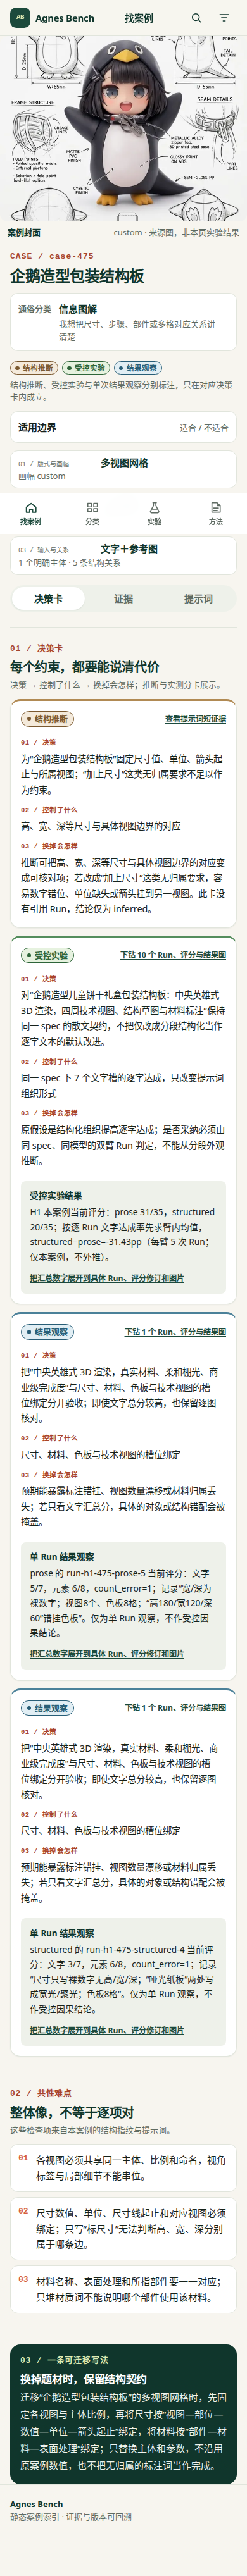 AB
Agnes Bench
找案例
POINTS
DETAIL
W-85mm
D-55mm
FRAME STRUCTURE
SEAM DETAILS
CREASE LINES
METALLIC ALLOY
FOLD POINTS
MATTE PVC FINISH
GLOSSY PRINT ON ABS
SEMI-GLOSS PP
案例封面
custom · 来源图，非本页实验结果
CASE / case-475
企鹅造型包装结构板
通俗分类
信息图解
我想把尺寸、步骤、部件或多格对应关系讲
清楚
结构推断
受控实验
结果观察
结构推断、受控实验与单次结果观察分别标注，只在对应决策
卡内成立。
适用边界
适合 / 不适合
01 / 版式与画幅
多视图网格
画幅 custom
找案例
分类
实验
方法
03 / 输入与关系
文字＋参考图
1 个明确主体 · 5 条结构关系
决策卡
证据
提示词
01 / 决策卡
每个约束，都要能说清代价
决策 → 控制了什么 → 换掉会怎样；推断与实测分卡展示。
结构推断
查看提示词短证据
01 / 决策
为“企鹅造型包装结构板”固定尺寸值、单位、箭头起
止与所属视图；“加上尺寸”这类无归属要求不足以作
为约束。
02 / 控制了什么
高、宽、深等尺寸与具体视图边界的对应
03 / 换掉会怎样
推断可把高、宽、深等尺寸与具体视图边界的对应变
成可核对项；若改成“加上尺寸”这类无归属要求，容
易数字错位、单位缺失或箭头挂到另一视图。此卡没
有引用 Run，结论仅为 inferred。
受控实验
下钻 10 个 Run、评分与结果图
01 / 决策
对“企鹅造型儿童饼干礼盒包装结构板：中央英雄式
3D 渲染，四周技术视图、结构草图与材料标注”保持
同一 spec 的散文契约，不把仅改成分段结构化当作
逐字文本的默认改进。
02 / 控制了什么
同一 spec 下 7 个文字槽的逐字达成，只改变提示词
组织形式
03 / 换掉会怎样
原假设是结构化组织提高逐字达成；是否采纳必须由
同 spec、同模型的双臂 Run 判定，不能从分段外观
推断。
受控实验结果
H1 本案例当前评分：prose 31/35，structured
20/35；按逐 Run 文字达成率先求臂内均值，
structured−prose=-31.43pp（每臂 5 次 Run；
仅本案例，不外推）。
把汇总数字展开到具体 Run、评分修订和图片
结果观察
下钻 1 个 Run、评分与结果图
01 / 决策
把“中央英雄式 3D 渲染，真实材料、柔和棚光、商
业级完成度”与尺寸、材料、色板与技术视图的槽
位绑定分开验收；即使文字总分较高，也保留逐图
核对。
02 / 控制了什么
尺寸、材料、色板与技术视图的槽位绑定
03 / 换掉会怎样
预期能暴露标注错挂、视图数量漂移或材料归属丢
失；若只看文字汇总分，具体的对象或结构错配会被
掩盖。
单 Run 结果观察
prose 的 run-h1-475-prose-5 当前评分：文字
5/7，元素 6/8，count_error=1；记录“宽/深为
裸数字；视图8个、色板8格；“高180/宽120/深
60”错挂色板”。仅为单 Run 观察，不作受控因
果结论。
把汇总数字展开到具体 Run、评分修订和图片
结果观察
下钻 1 个 Run、评分与结果图
01 / 决策
把“中央英雄式 3D 渲染，真实材料、柔和棚光、商
业级完成度”与尺寸、材料、色板与技术视图的槽
位绑定分开验收；即使文字总分较高，也保留逐图
核对。
02 / 控制了什么
尺寸、材料、色板与技术视图的槽位绑定
03 / 换掉会怎样
预期能暴露标注错挂、视图数量漂移或材料归属丢
失；若只看文字汇总分，具体的对象或结构错配会被
掩盖。
单 Run 结果观察
structured 的 run-h1-475-structured-4 当前评
分：文字 3/7，元素 6/8，count_error=1；记录
“尺寸只写裸数字无高/宽/深；“哑光纸板”两处写
成宽光/聚光；色板8格”。仅为单 Run 观察，不
作受控因果结论。
把汇总数字展开到具体 Run、评分修订和图片
02 / 共性难点
整体像，不等于逐项对
这些检查项来自本案例的结构指纹与提示词。
01
各视图必须共享同一主体、比例和命名，视角
标签与局部细节不能串位。
02
尺寸数值、单位、尺寸线起止和对应视图必须
绑定；只写“标尺寸”无法判断高、宽、深分别
属于哪条边。
03
材料名称、表面处理和所指部件要一一对应；
只堆材质词不能说明哪个部件使用该材料。
03 / 一条可迁移写法
换掉题材时，保留结构契约
迁移“企鹅造型包装结构板”的多视图网格时，先固
定各视图与主体比例，再将尺寸按“视图—部位—
数值—单位—箭头起止”绑定，将材料按“部件—材
料—表面处理”绑定；只替换主体和参数，不沿用
原案例数值，也不把无归属的标注词当作完成。
Agnes Bench
静态案例索引 · 证据与版本可回溯